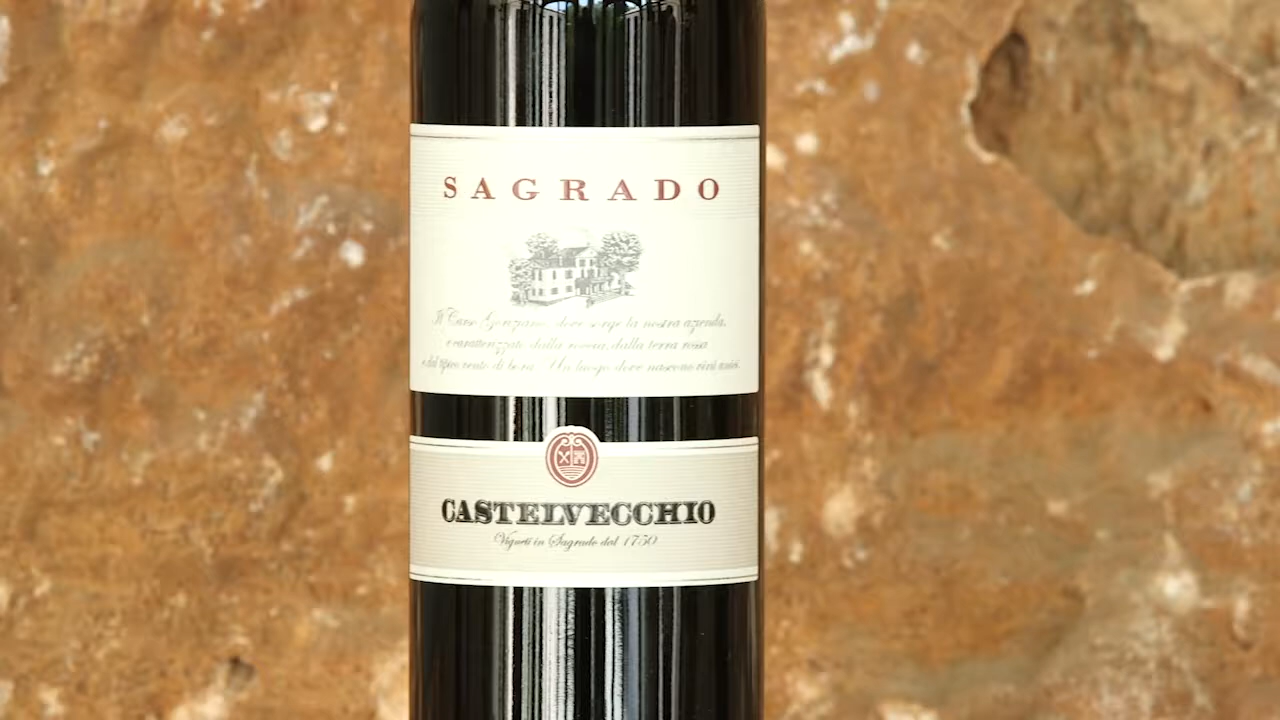 SAGRADO
Il Carso Goriziano, dove sorge la nostra azienda,
è caratterizzato dalla roccia, dalla terra rossa
e dal tipico vento di bora. Un luogo dove nascono vini unici.
CASTELVECCHIO
Vigneti in Sagrado dal 1750